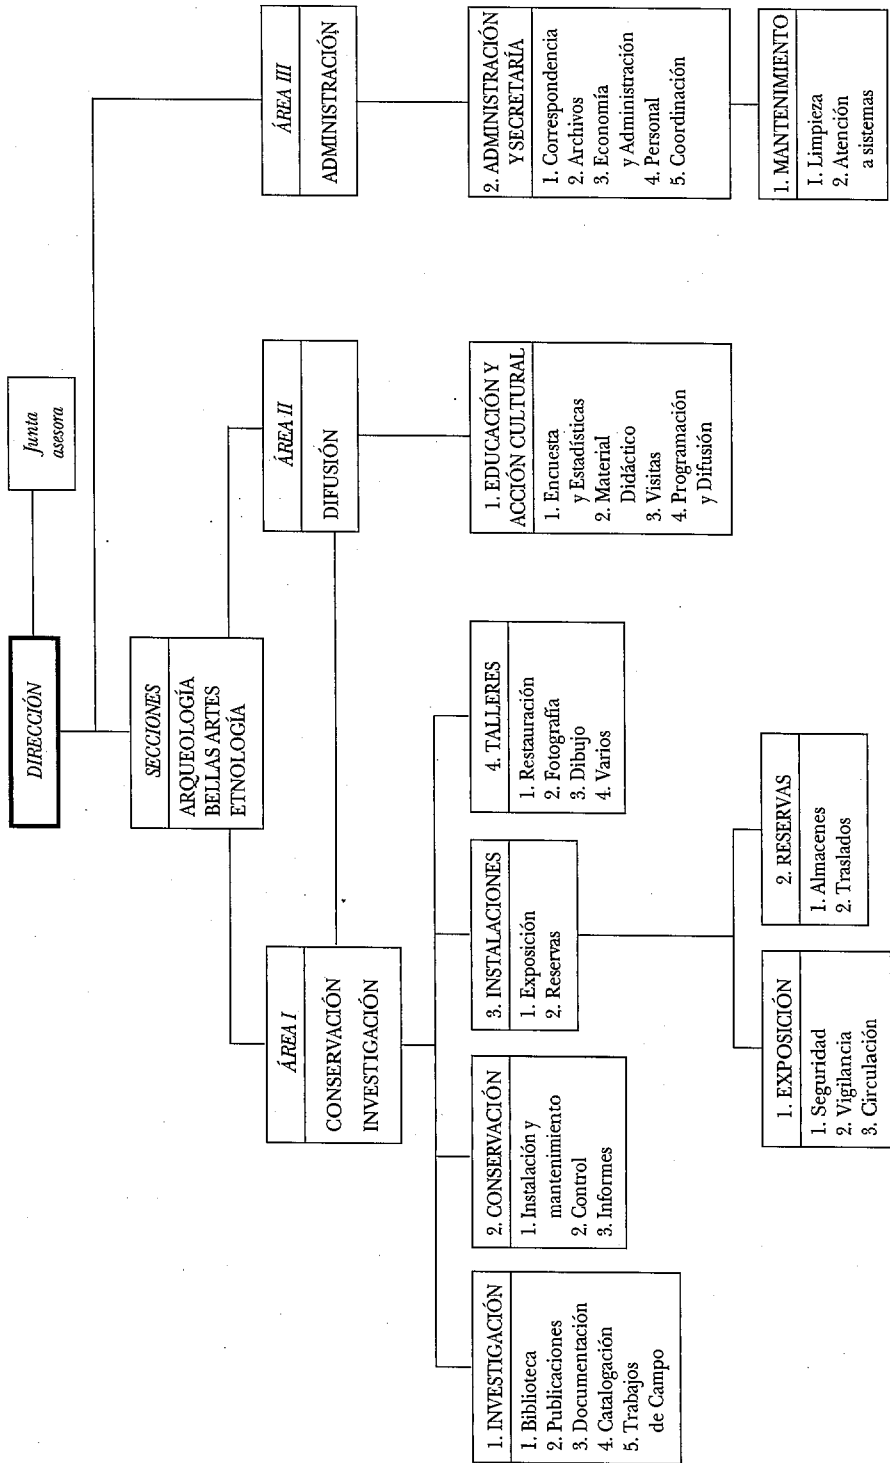 DIRECCIÓN
Junta
asesora
SECCIONES
ARQUEOLOGÍA
BELLAS ARTES
ETNOLOGÍA
ÁREA I
CONSERVACIÓN
INVESTIGACIÓN
ÁREA II
DIFUSIÓN
ÁREA III
ADMINISTRACIÓN
1. INVESTIGACIÓN
1. Biblioteca
2. Publicaciones
3. Documentación
4. Catalogación
5. Trabajos
de Campo
2. CONSERVACIÓN
1. Instalación y
mantenimiento
2. Control
3. Informes
3. INSTALACIONES
1. Exposición
2. Reservas
4. TALLERES
1. Restauración
2. Fotografía
3. Dibujo
4. Varios
1. EDUCACIÓN Y
ACCIÓN CULTURAL
1. Encuesta
y Estadísticas
2. Material
Didáctico
3. Visitas
4. Programación
y Difusión
2. ADMINISTRACIÓN
Y SECRETARÍA
1. Correspondencia
2. Archivos
3. Economía
y Administración
4. Personal
5. Coordinación
1. EXPOSICIÓN
1. Seguridad
2. Vigilancia
3. Circulación
2. RESERVAS
1. Almacenes
2. Traslados
1. MANTENIMIENTO
1. Limpieza
2. Atención
a sistemas